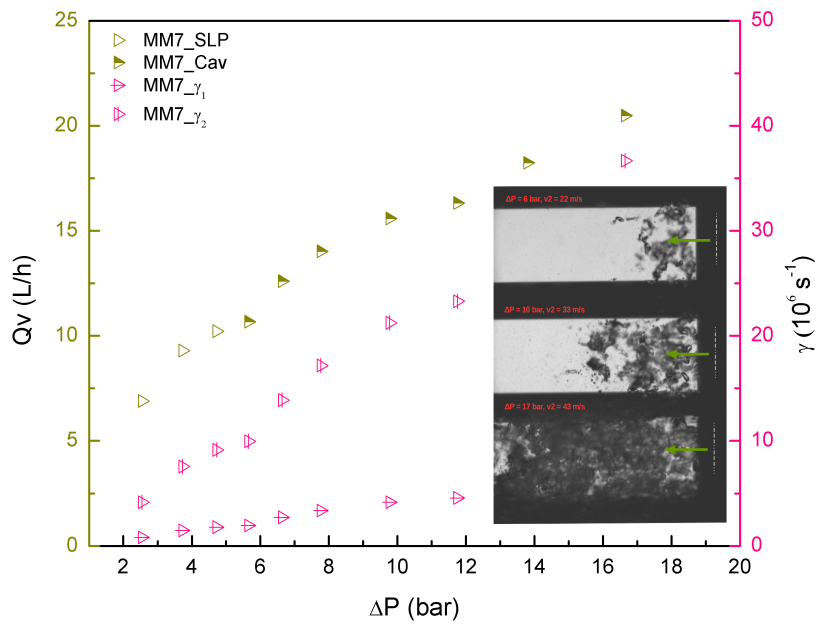 MM7_SLP
MM7_Cav
MM7_γ1
MM7_γ2
25
20
15
10
5
0
Qv (L/h)
50
40
30
20
10
0
γ (10^6 s^-1)
2 4 6 8 10 12 14 16 18 20
ΔP (bar)
ΔP = 6 bar, v2 = 22 m/s
ΔP = 16 bar, v2 = 33 m/s
ΔP = 17 bar, v2 = 43 m/s